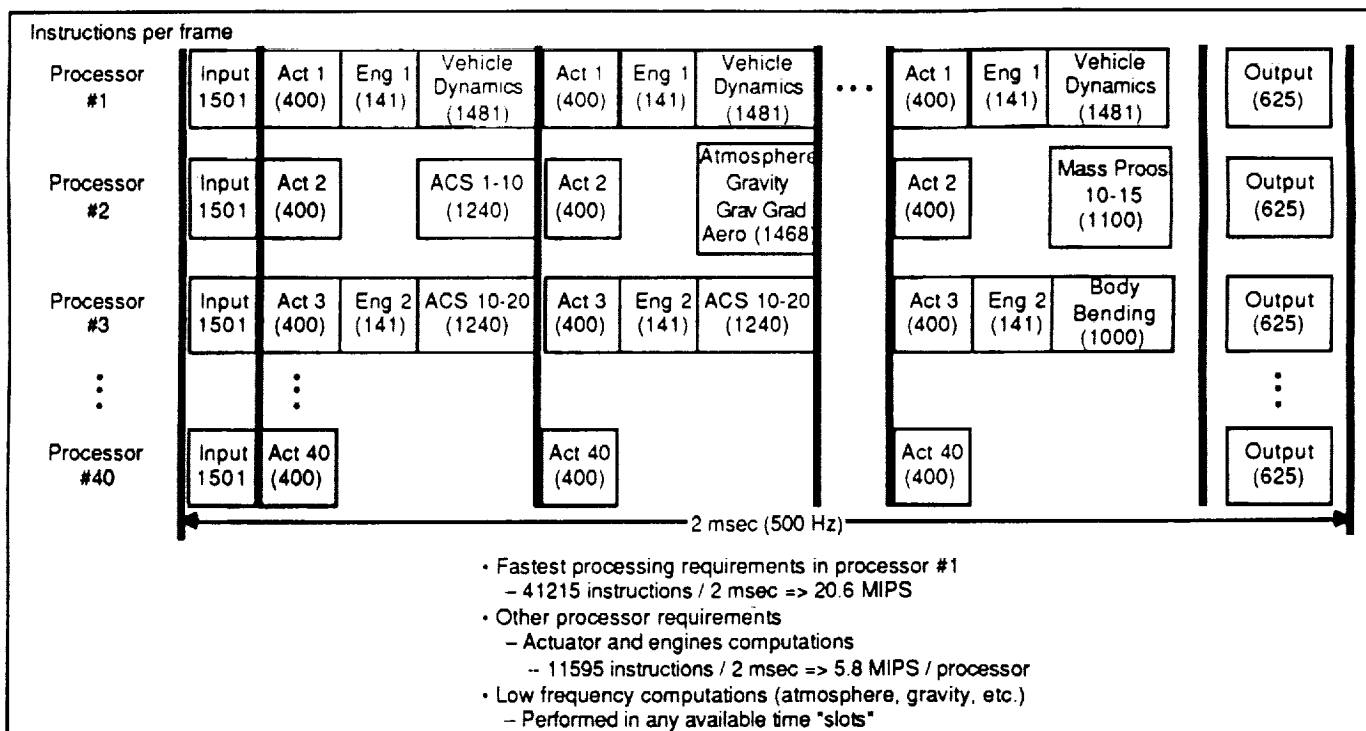 Instructions per frame
Processor
#1
Input
1501
Act 1
(400)
Eng 1
(141)
Vehicle
Dynamics
(1481)
Act 1
(400)
Eng 1
(141)
Vehicle
Dynamics
(1481)
• • •
Act 1
(400)
Eng 1
(141)
Vehicle
Dynamics
(1481)
Output
(625)
Processor
#2
Input
1501
Act 2
(400)
ACS 1-10
(1240)
Act 2
(400)
Atmosphere
Gravity
Grav Grad
Aero (1468)
Act 2
(400)
Mass Proos
10-15
(1100)
Output
(625)
Processor
#3
Input
1501
Act 3
(400)
Eng 2
(141)
ACS 10-20
(1240)
Act 3
(400)
Eng 2
(141)
ACS 10-20
(1240)
Act 3
(400)
Eng 2
(141)
Body
Bending
(1000)
Output
(625)
Processor
#40
Input
1501
Act 40
(400)
Act 40
(400)
Act 40
(400)
Output
(625)
2 msec (500 Hz)
• Fastest processing requirements in processor #1
– 41215 instructions / 2 msec => 20.6 MIPS
• Other processor requirements
– Actuator and engines computations
-- 11595 instructions / 2 msec => 5.8 MIPS / processor
• Low frequency computations (atmosphere, gravity, etc.)
– Performed in any available time "slots"